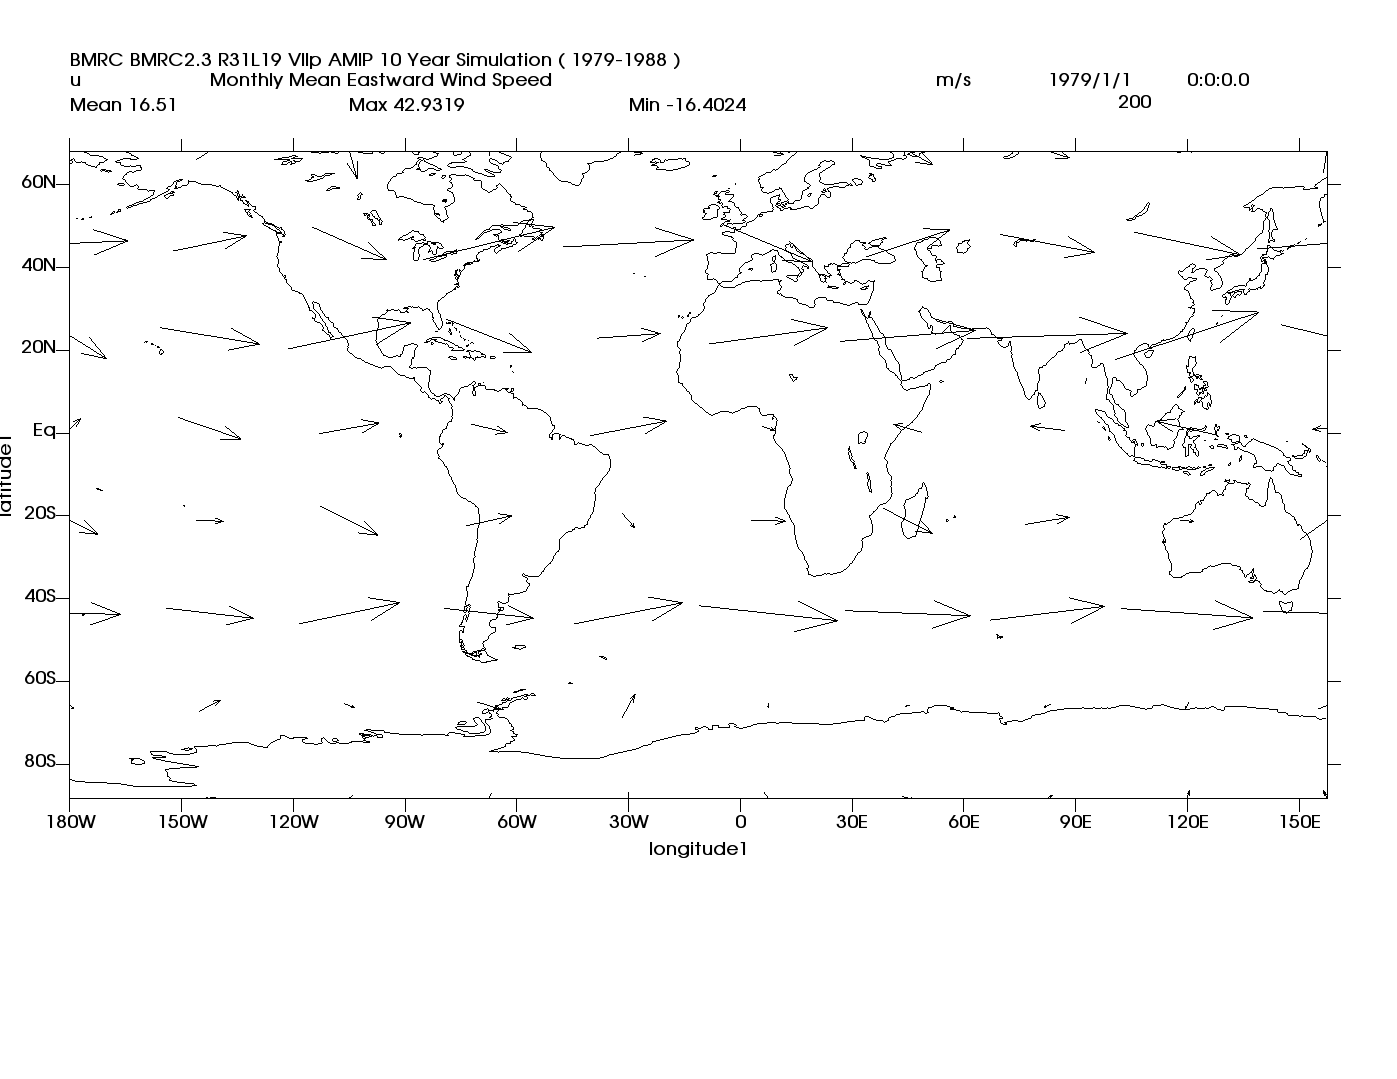 BMRC BMRC2.3 R31L19 VIIp AMIP 10 Year Simulation ( 1979-1988 )
u Monthly Mean Eastward Wind Speed m/s 1979/1/1 0:0:0.0
Mean 16.51 Max 42.9319 Min -16.4024 200
60N
40N
20N
Eq
20S
40S
60S
80S
latitude1
180W 150W 120W 90W 60W 30W 0 30E 60E 90E 120E 150E
longitude1